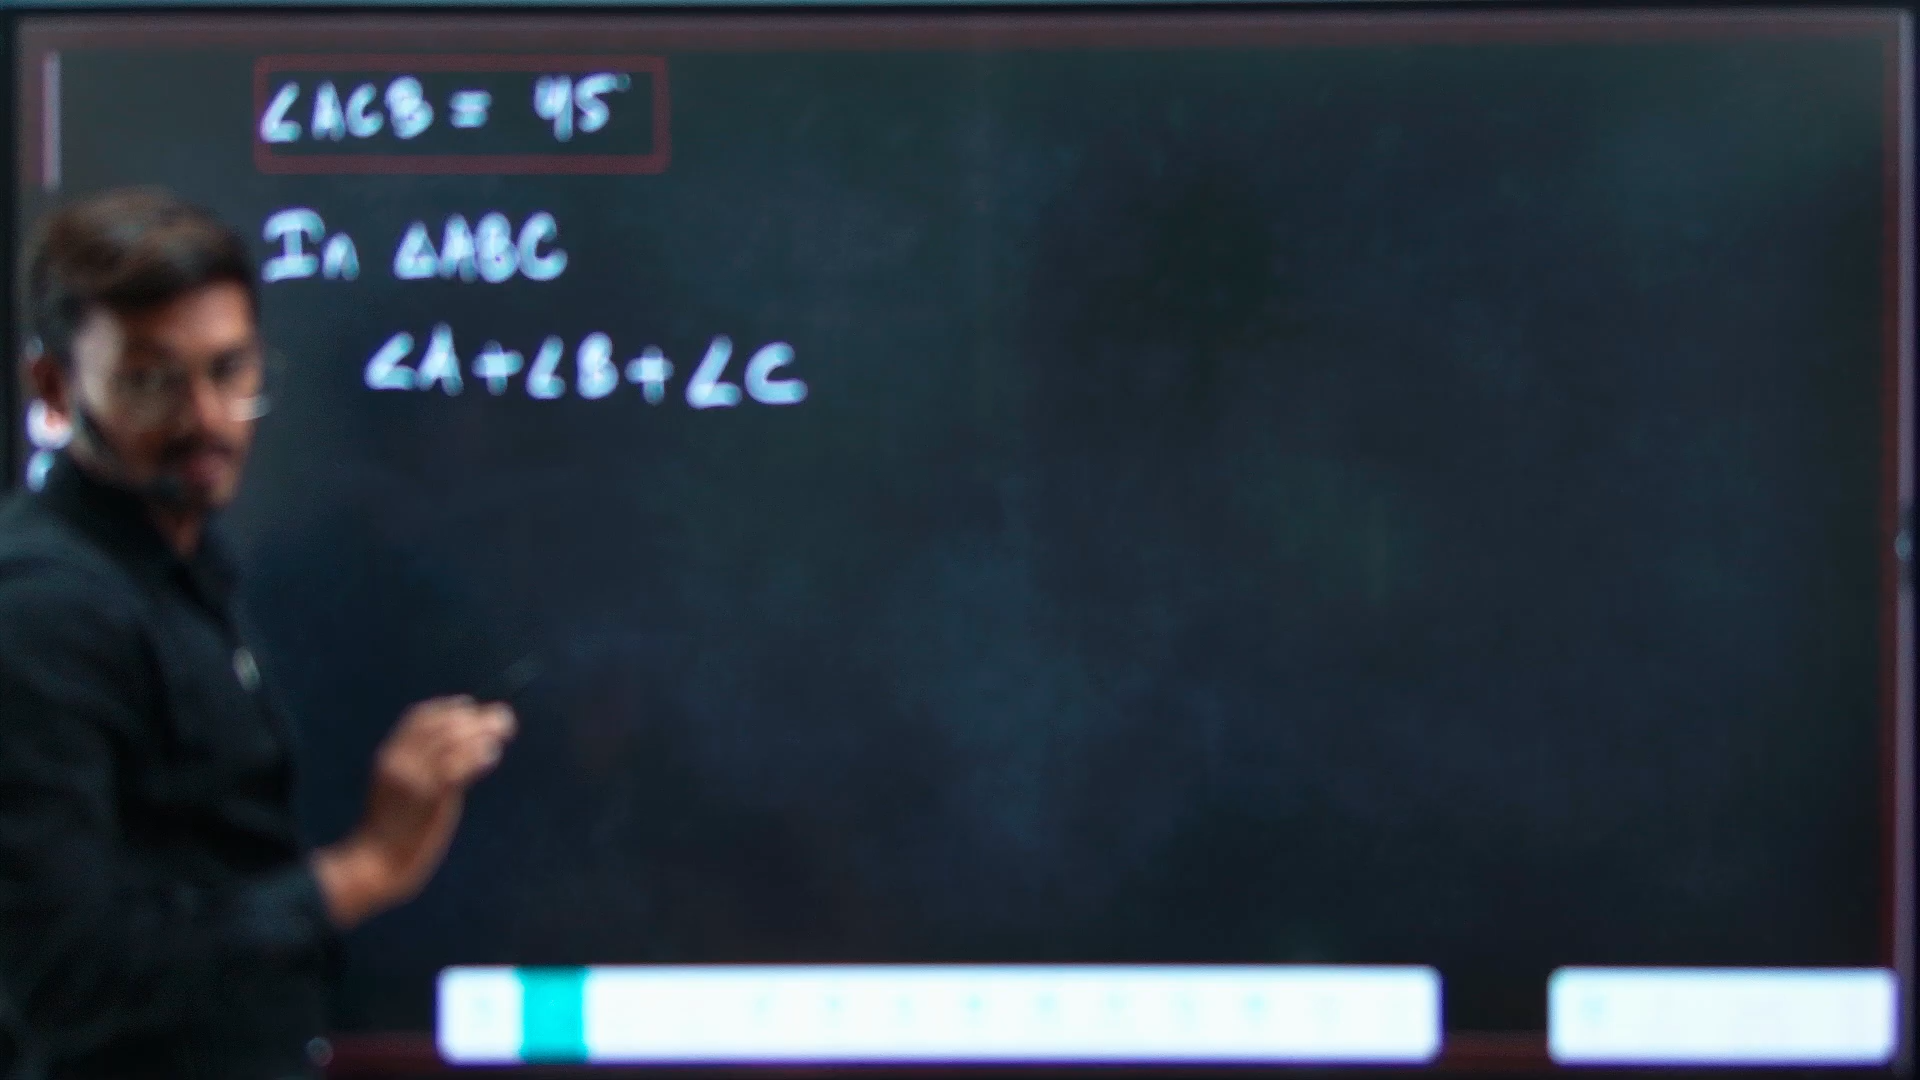 ∠ACB = 45°
In △ABC
∠A+∠B+∠C